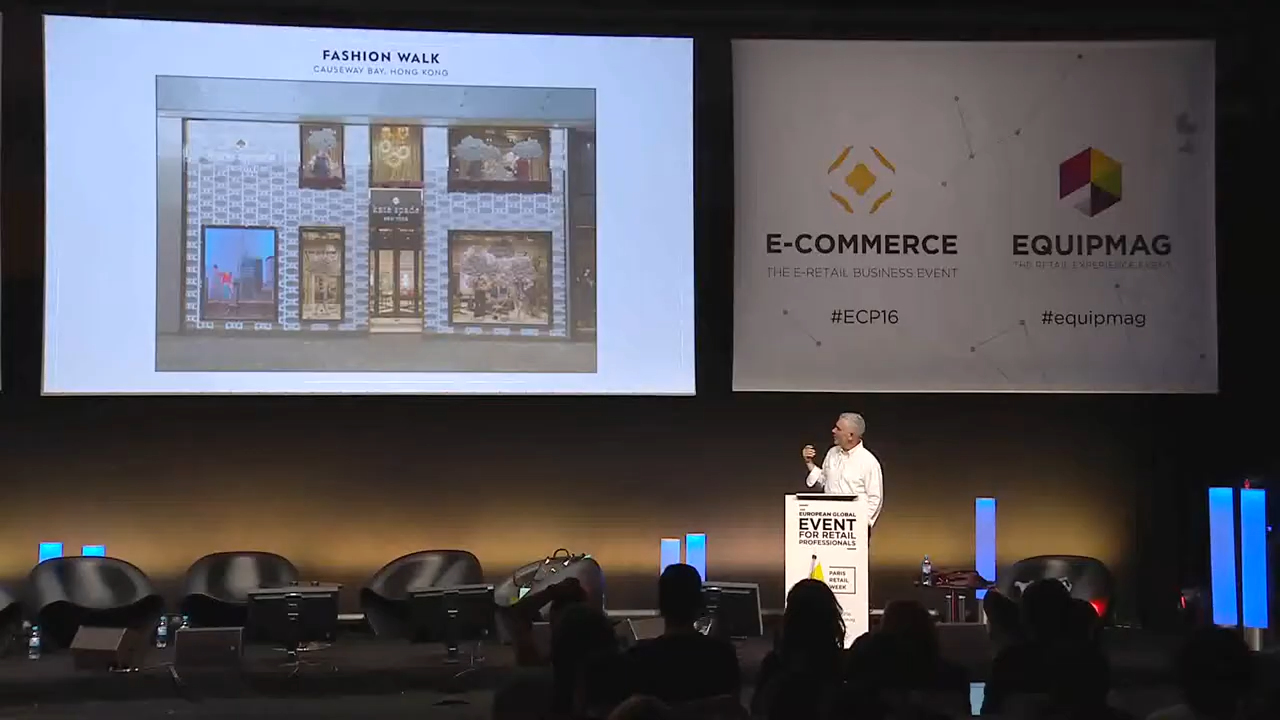 FASHION WALK
CAUSEWAY BAY, HONG KONG
kate spade
NEW YORK
E-COMMERCE
THE E-RETAIL BUSINESS EVENT
#ECP16
EQUIPMAG
THE RETAIL EXPERIENCE EVENT
#equipmag
EUROPEAN GLOBAL
EVENT
FOR RETAIL
PROFESSIONALS
PARIS
RETAIL
WEEK